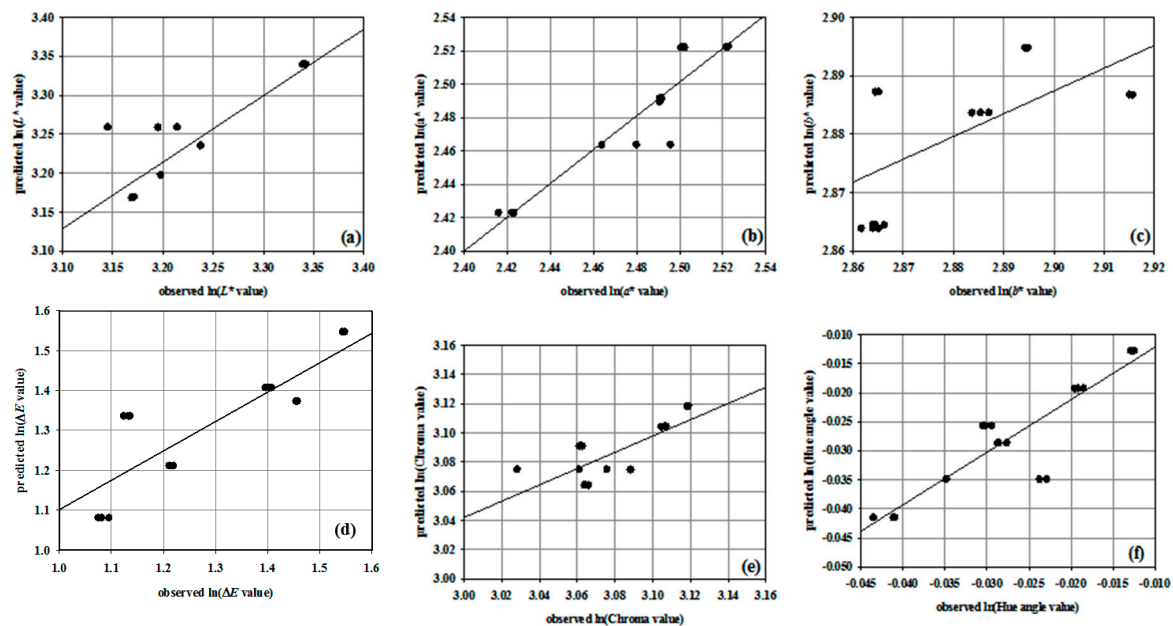 predicted ln(L* value)
3.40
3.35
3.30
3.25
3.20
3.15
3.10
3.10 3.15 3.20 3.25 3.30 3.35 3.40
observed ln(L* value)
(a)
predicted ln(a* value)
2.54
2.52
2.50
2.48
2.46
2.44
2.42
2.40
2.40 2.42 2.44 2.46 2.48 2.50 2.52 2.54
observed ln(a* value)
(b)
predicted ln(b* value)
2.90
2.89
2.88
2.87
2.86
2.86 2.87 2.88 2.89 2.90 2.91 2.92
observed ln(b* value)
(c)
predicted ln(ΔE value)
1.6
1.5
1.4
1.3
1.2
1.1
1.0
1.0 1.1 1.2 1.3 1.4 1.5 1.6
observed ln(ΔE value)
(d)
predicted ln(Chroma value)
3.16
3.14
3.12
3.10
3.08
3.06
3.04
3.02
3.00
3.00 3.02 3.04 3.06 3.08 3.10 3.12 3.14 3.16
observed ln(Chroma value)
(e)
predicted ln(Hue angle value)
-0.010
-0.015
-0.020
-0.025
-0.030
-0.035
-0.040
-0.045
-0.050
-0.045 -0.040 -0.035 -0.030 -0.025 -0.020 -0.015 -0.010
observed ln(Hue angle value)
(f)